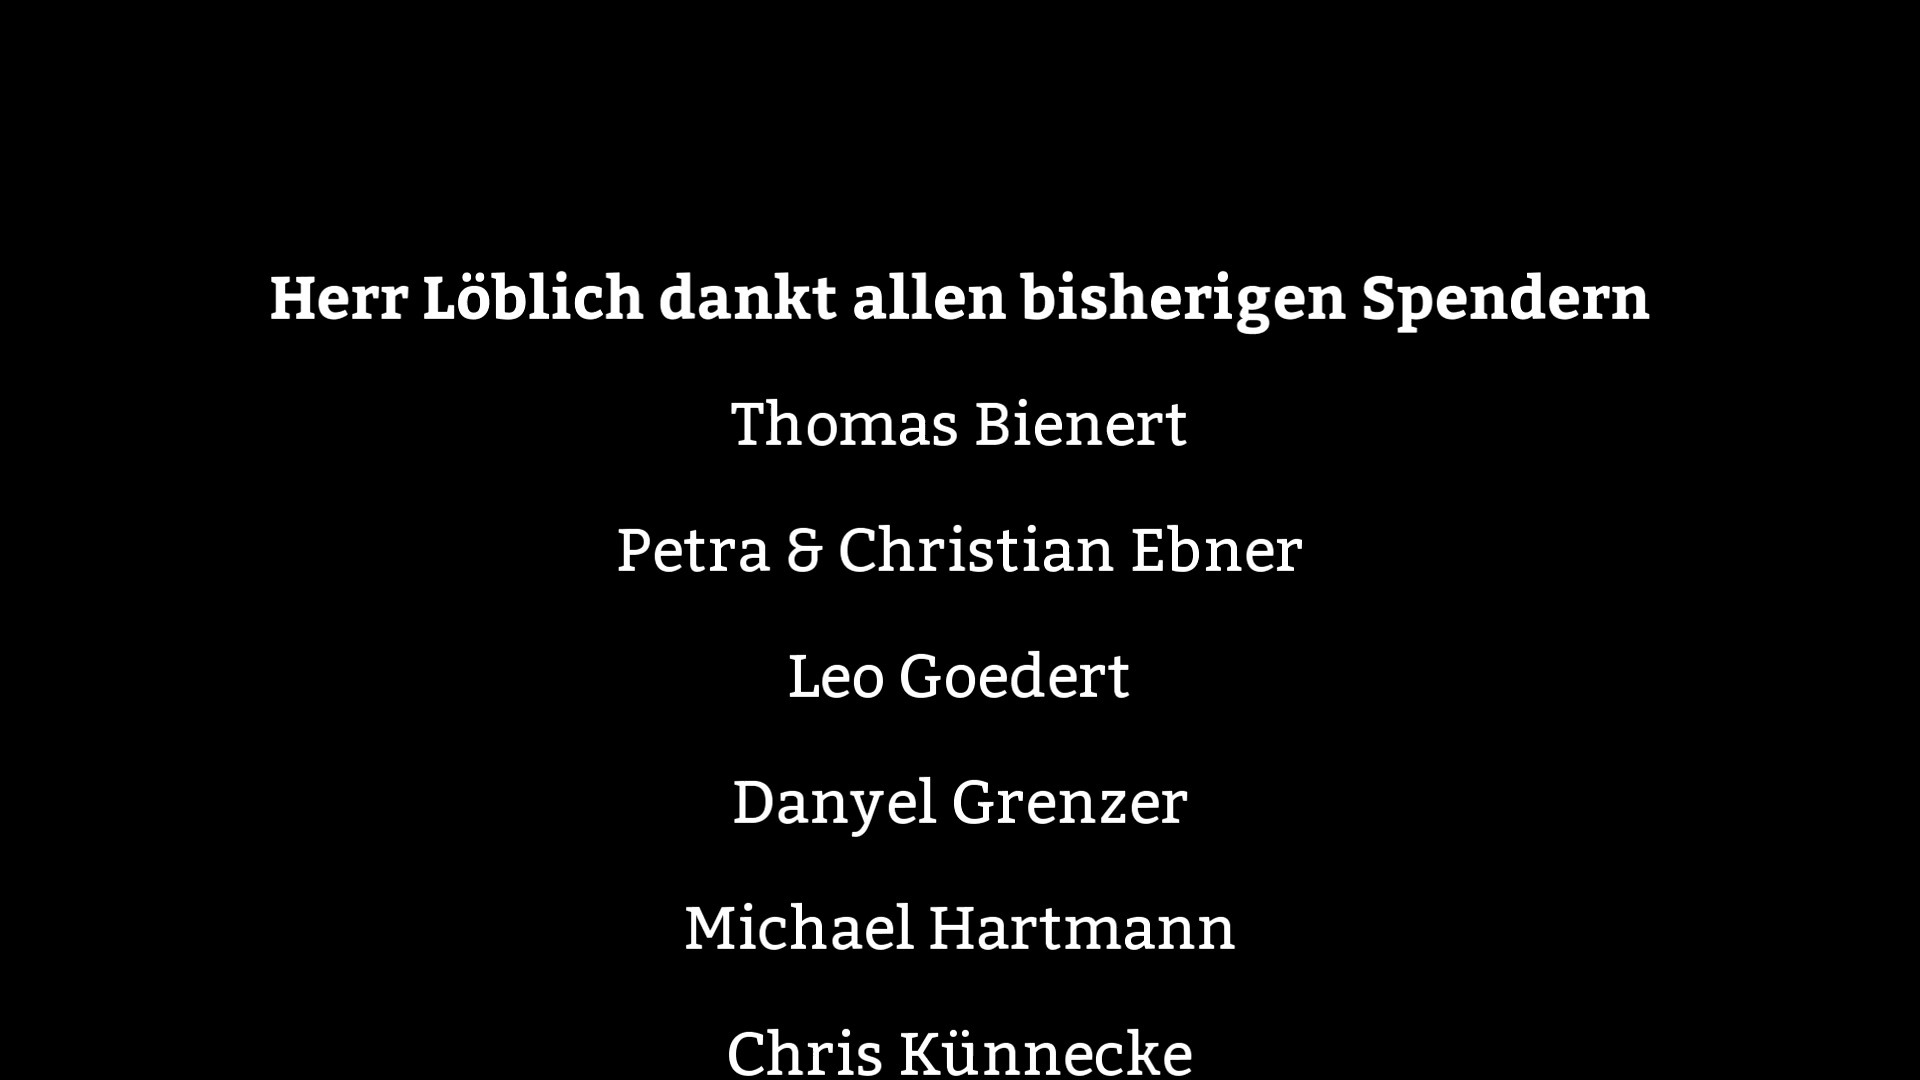 Herr Löblich dankt allen bisherigen Spendern
Thomas Bienert
Petra & Christian Ebner
Leo Goedert
Danyel Grenzer
Michael Hartmann
Chris Künnecke